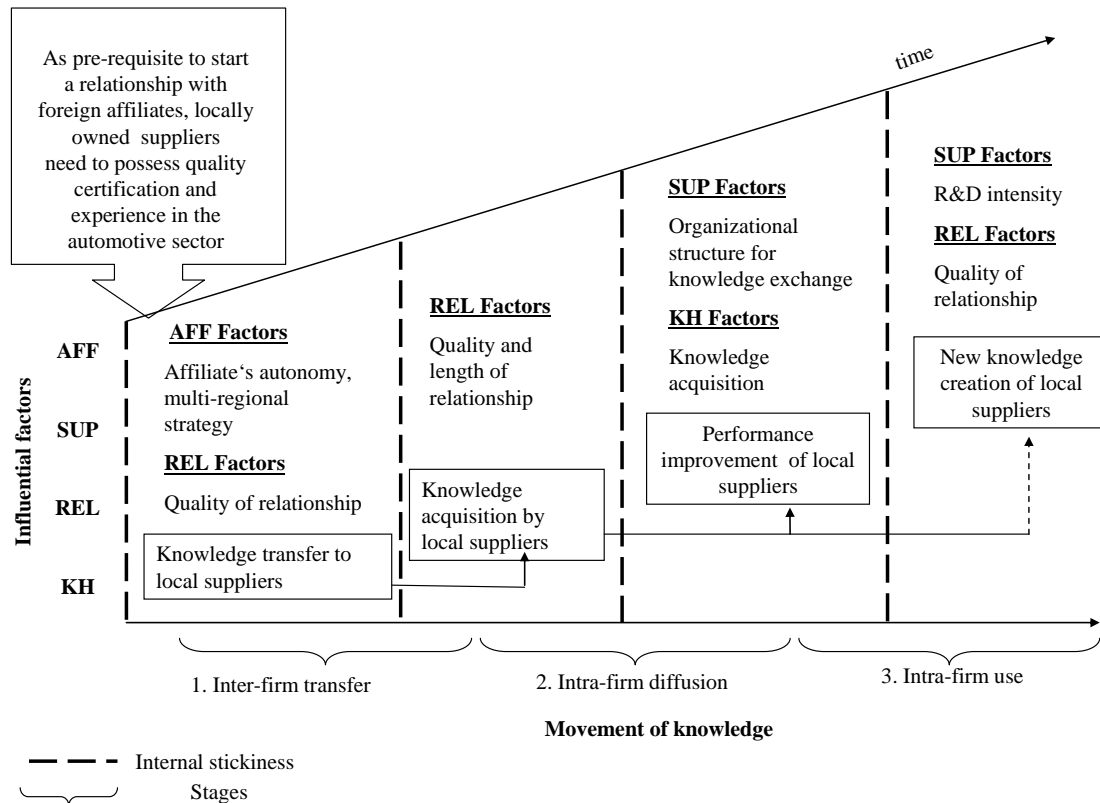 As pre-requisite to start
a relationship with
foreign affiliates, locally
owned suppliers
need to possess quality
certification and
experience in the
automotive sector
time
Influential factors
AFF
SUP
REL
KH
AFF Factors
Affiliate‘s autonomy,
multi-regional
strategy
REL Factors
Quality of relationship
Knowledge transfer to
local suppliers
REL Factors
Quality and
length of
relationship
Knowledge
acquisition by
local suppliers
SUP Factors
Organizational
structure for
knowledge exchange
KH Factors
Knowledge
acquisition
Performance
improvement of local
suppliers
SUP Factors
R&D intensity
REL Factors
Quality of
relationship
New knowledge
creation of local
suppliers
1. Inter-firm transfer
2. Intra-firm diffusion
3. Intra-firm use
Movement of knowledge
Internal stickiness
Stages